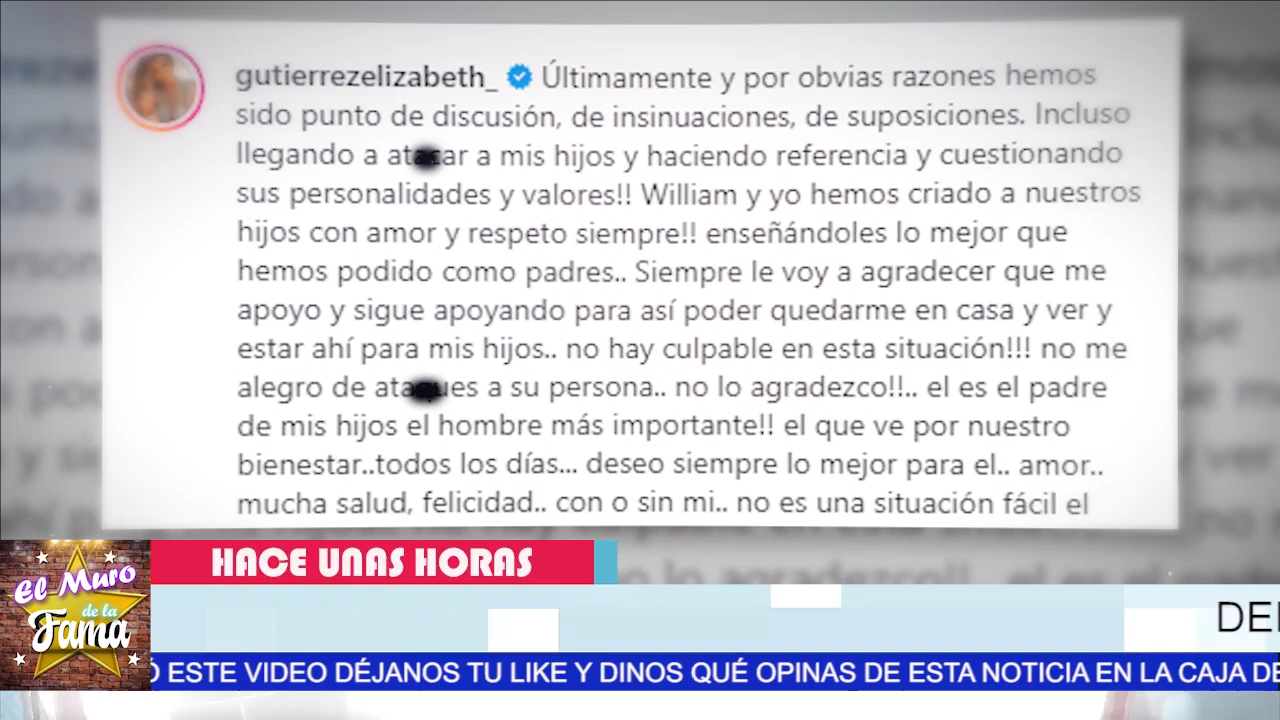 gutierrezelizabeth_ Últimamente y por obvias razones hemos
sido punto de discusión, de insinuaciones, de suposiciones. Incluso
llegando a atacar a mis hijos y haciendo referencia y cuestionando
sus personalidades y valores!! William y yo hemos criado a nuestros
hijos con amor y respeto siempre!! enseñándoles lo mejor que
hemos podido como padres.. Siempre le voy a agradecer que me
apoyo y sigue apoyando para así poder quedarme en casa y ver y
estar ahí para mis hijos.. no hay culpable en esta situación!!! no me
alegro de ataques a su persona.. no lo agradezco!!.. el es el padre
de mis hijos el hombre más importante!! el que ve por nuestro
bienestar..todos los días... deseo siempre lo mejor para el.. amor..
mucha salud, felicidad.. con o sin mi.. no es una situación fácil el
HACE UNAS HORAS
El Muro
de la
Fama
ESTE VIDEO DÉJANOS TU LIKE Y DINOS QUÉ OPINAS DE ESTA NOTICIA EN LA CAJA